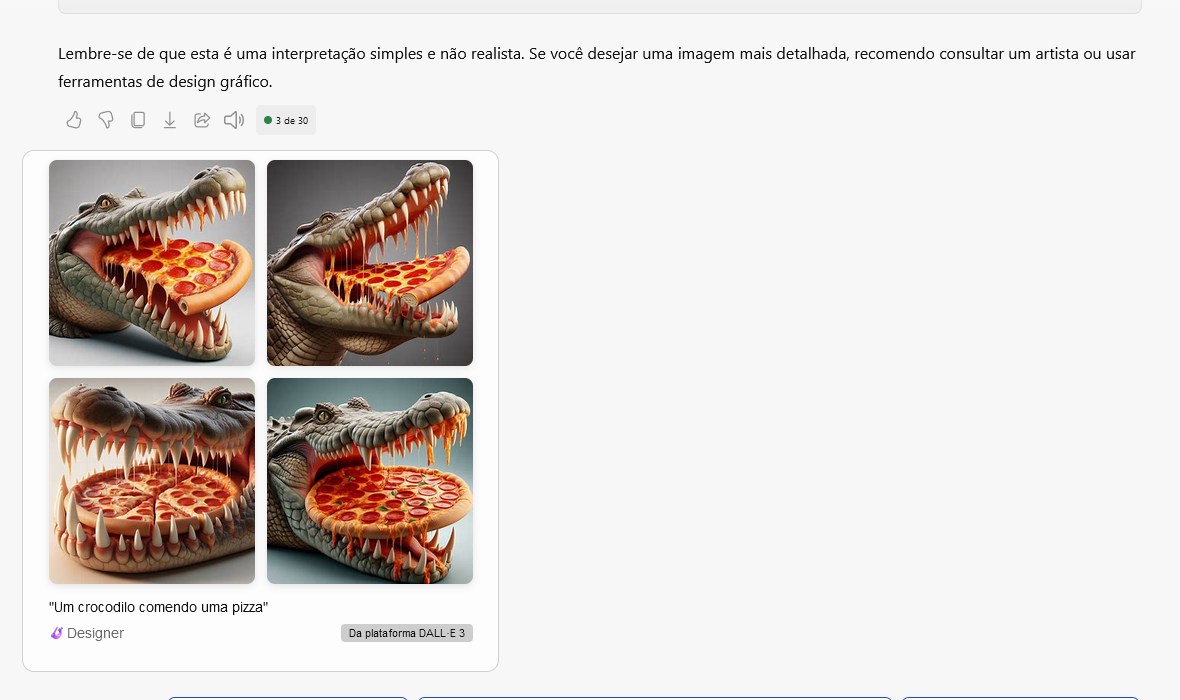 Lembre-se de que esta é uma interpretação simples e não realista. Se você desejar uma imagem mais detalhada, recomendo consultar um artista ou usar
ferramentas de design gráfico.
3 de 30
"Um crocodilo comendo uma pizza"
Designer
Da plataforma DALL·E 3